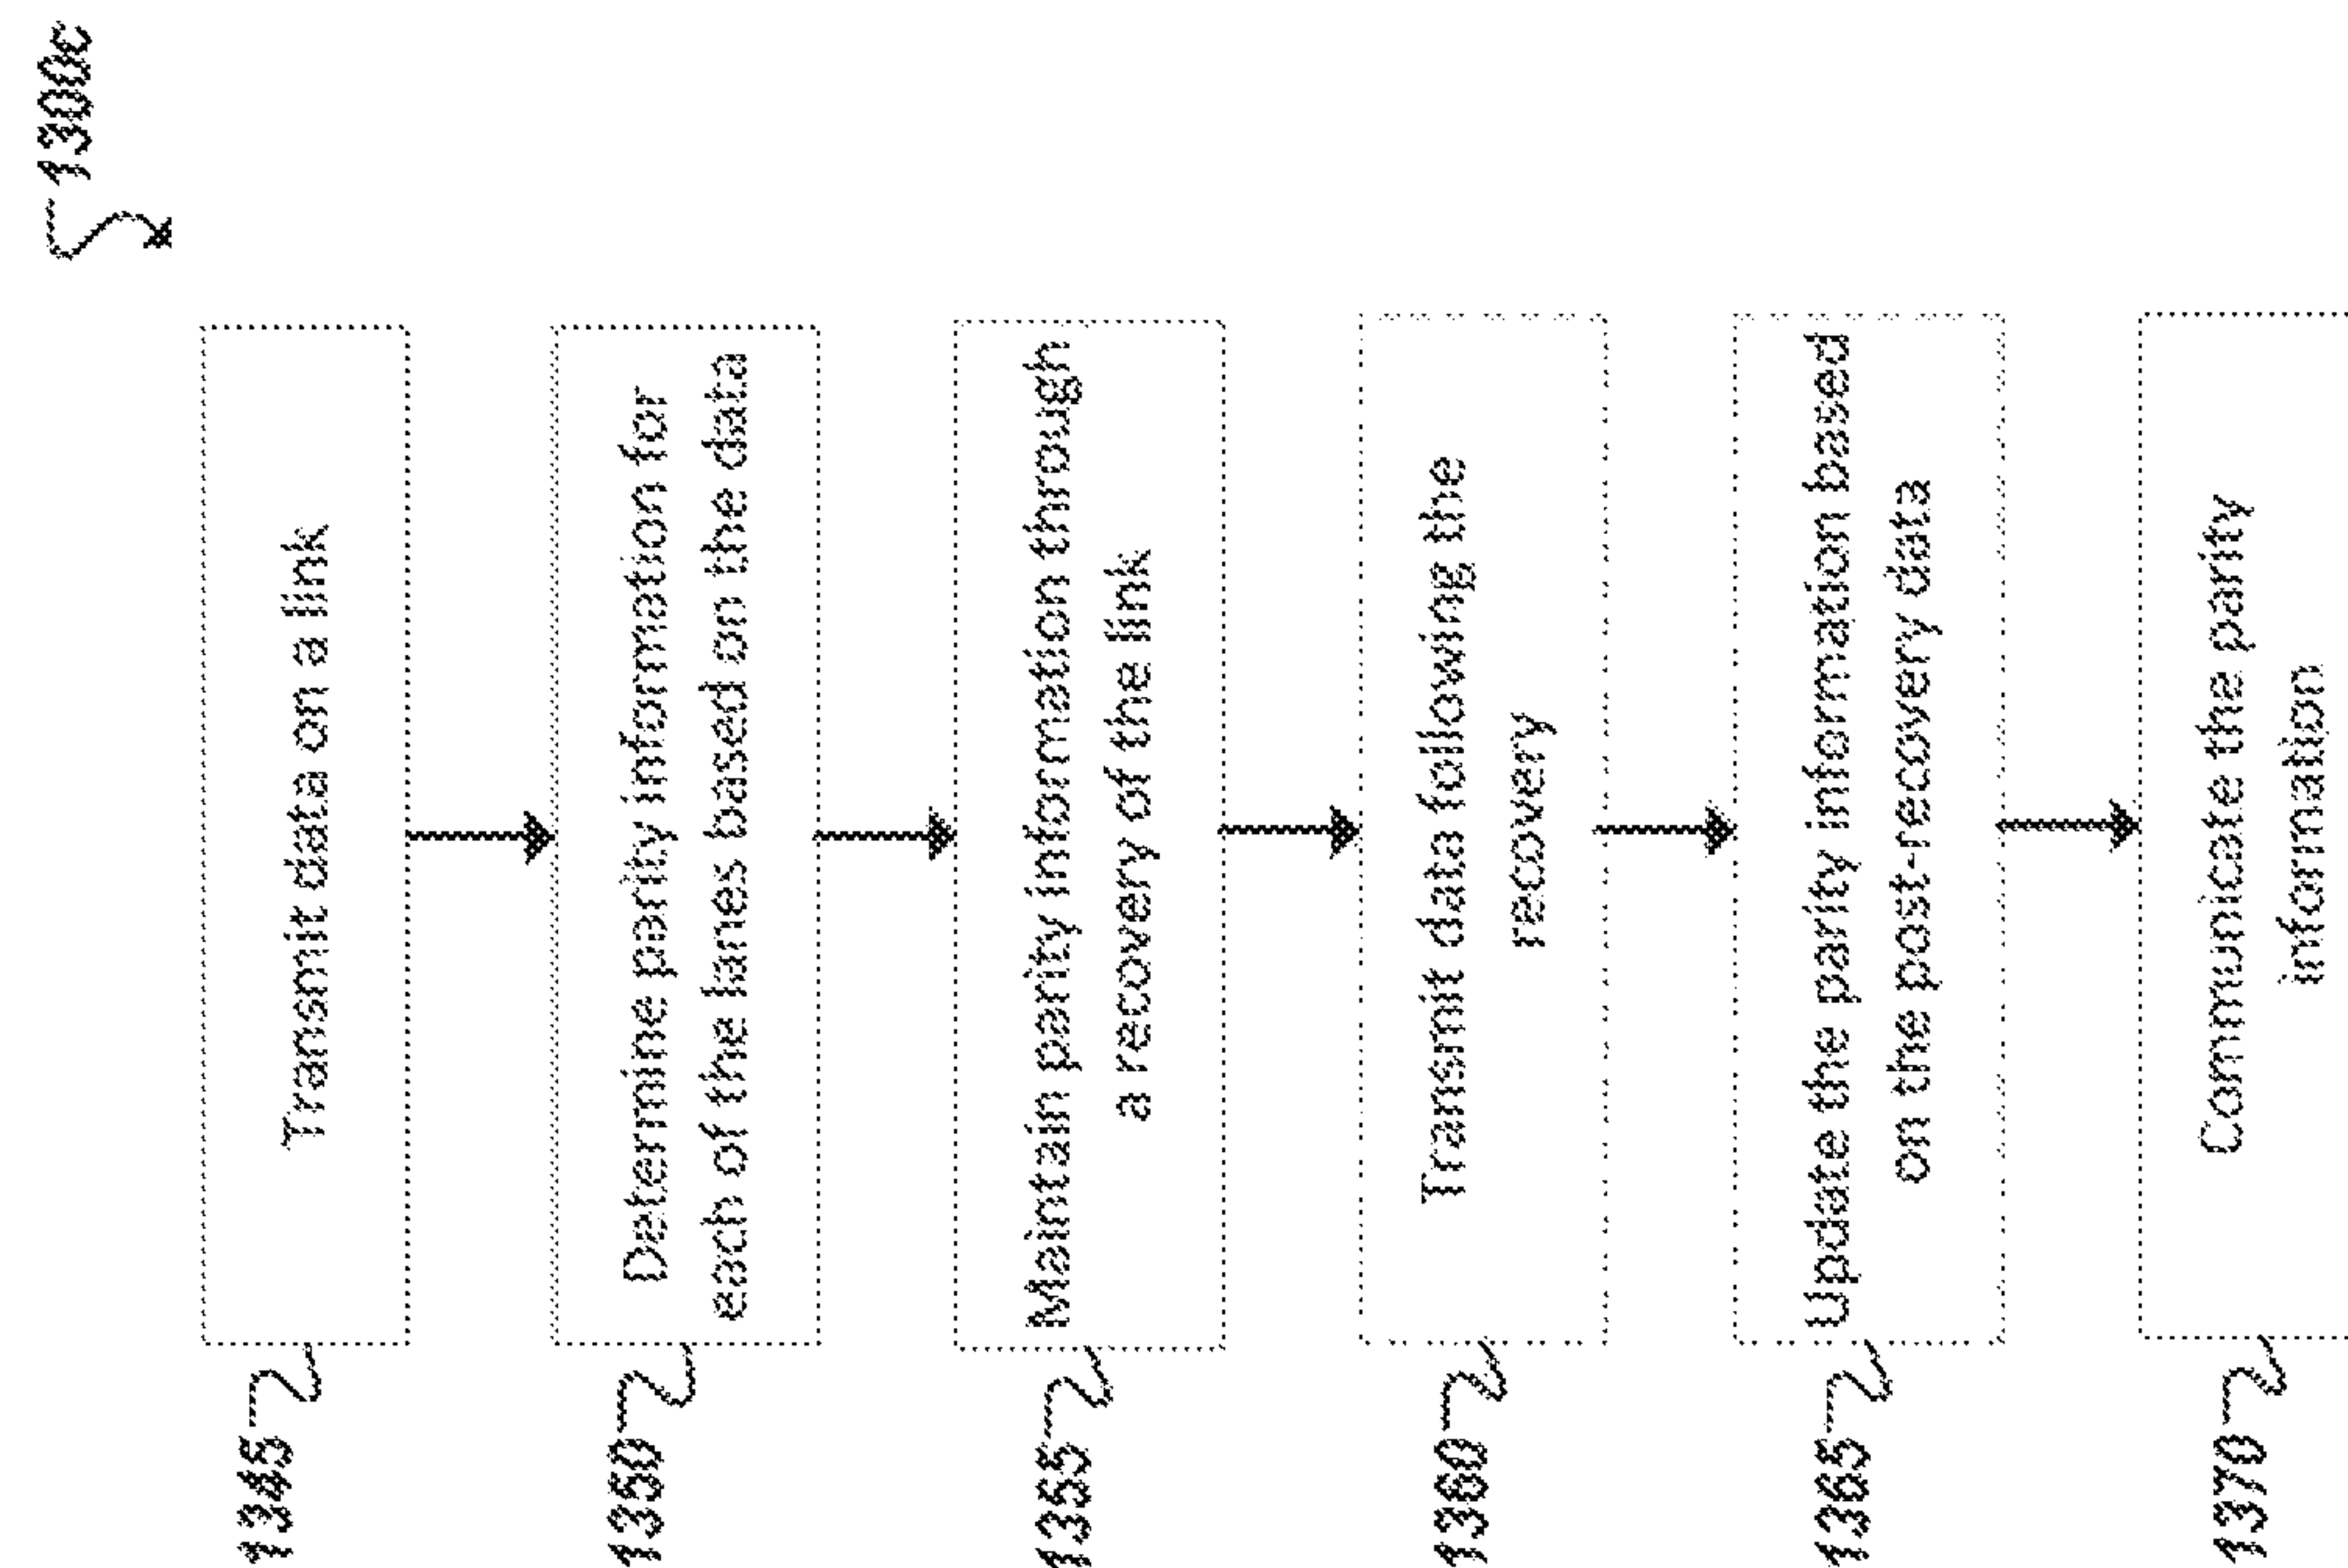 1300c
1345
Transmit data on a link
1350
Determine parity information for
each of the lanes based on the data
1355
Maintain parity information through
a recovery of the link
1360
Transmit data following the
recovery
1365
Update the parity information based
on the post-recovery data
1370
Communicate the parity
information